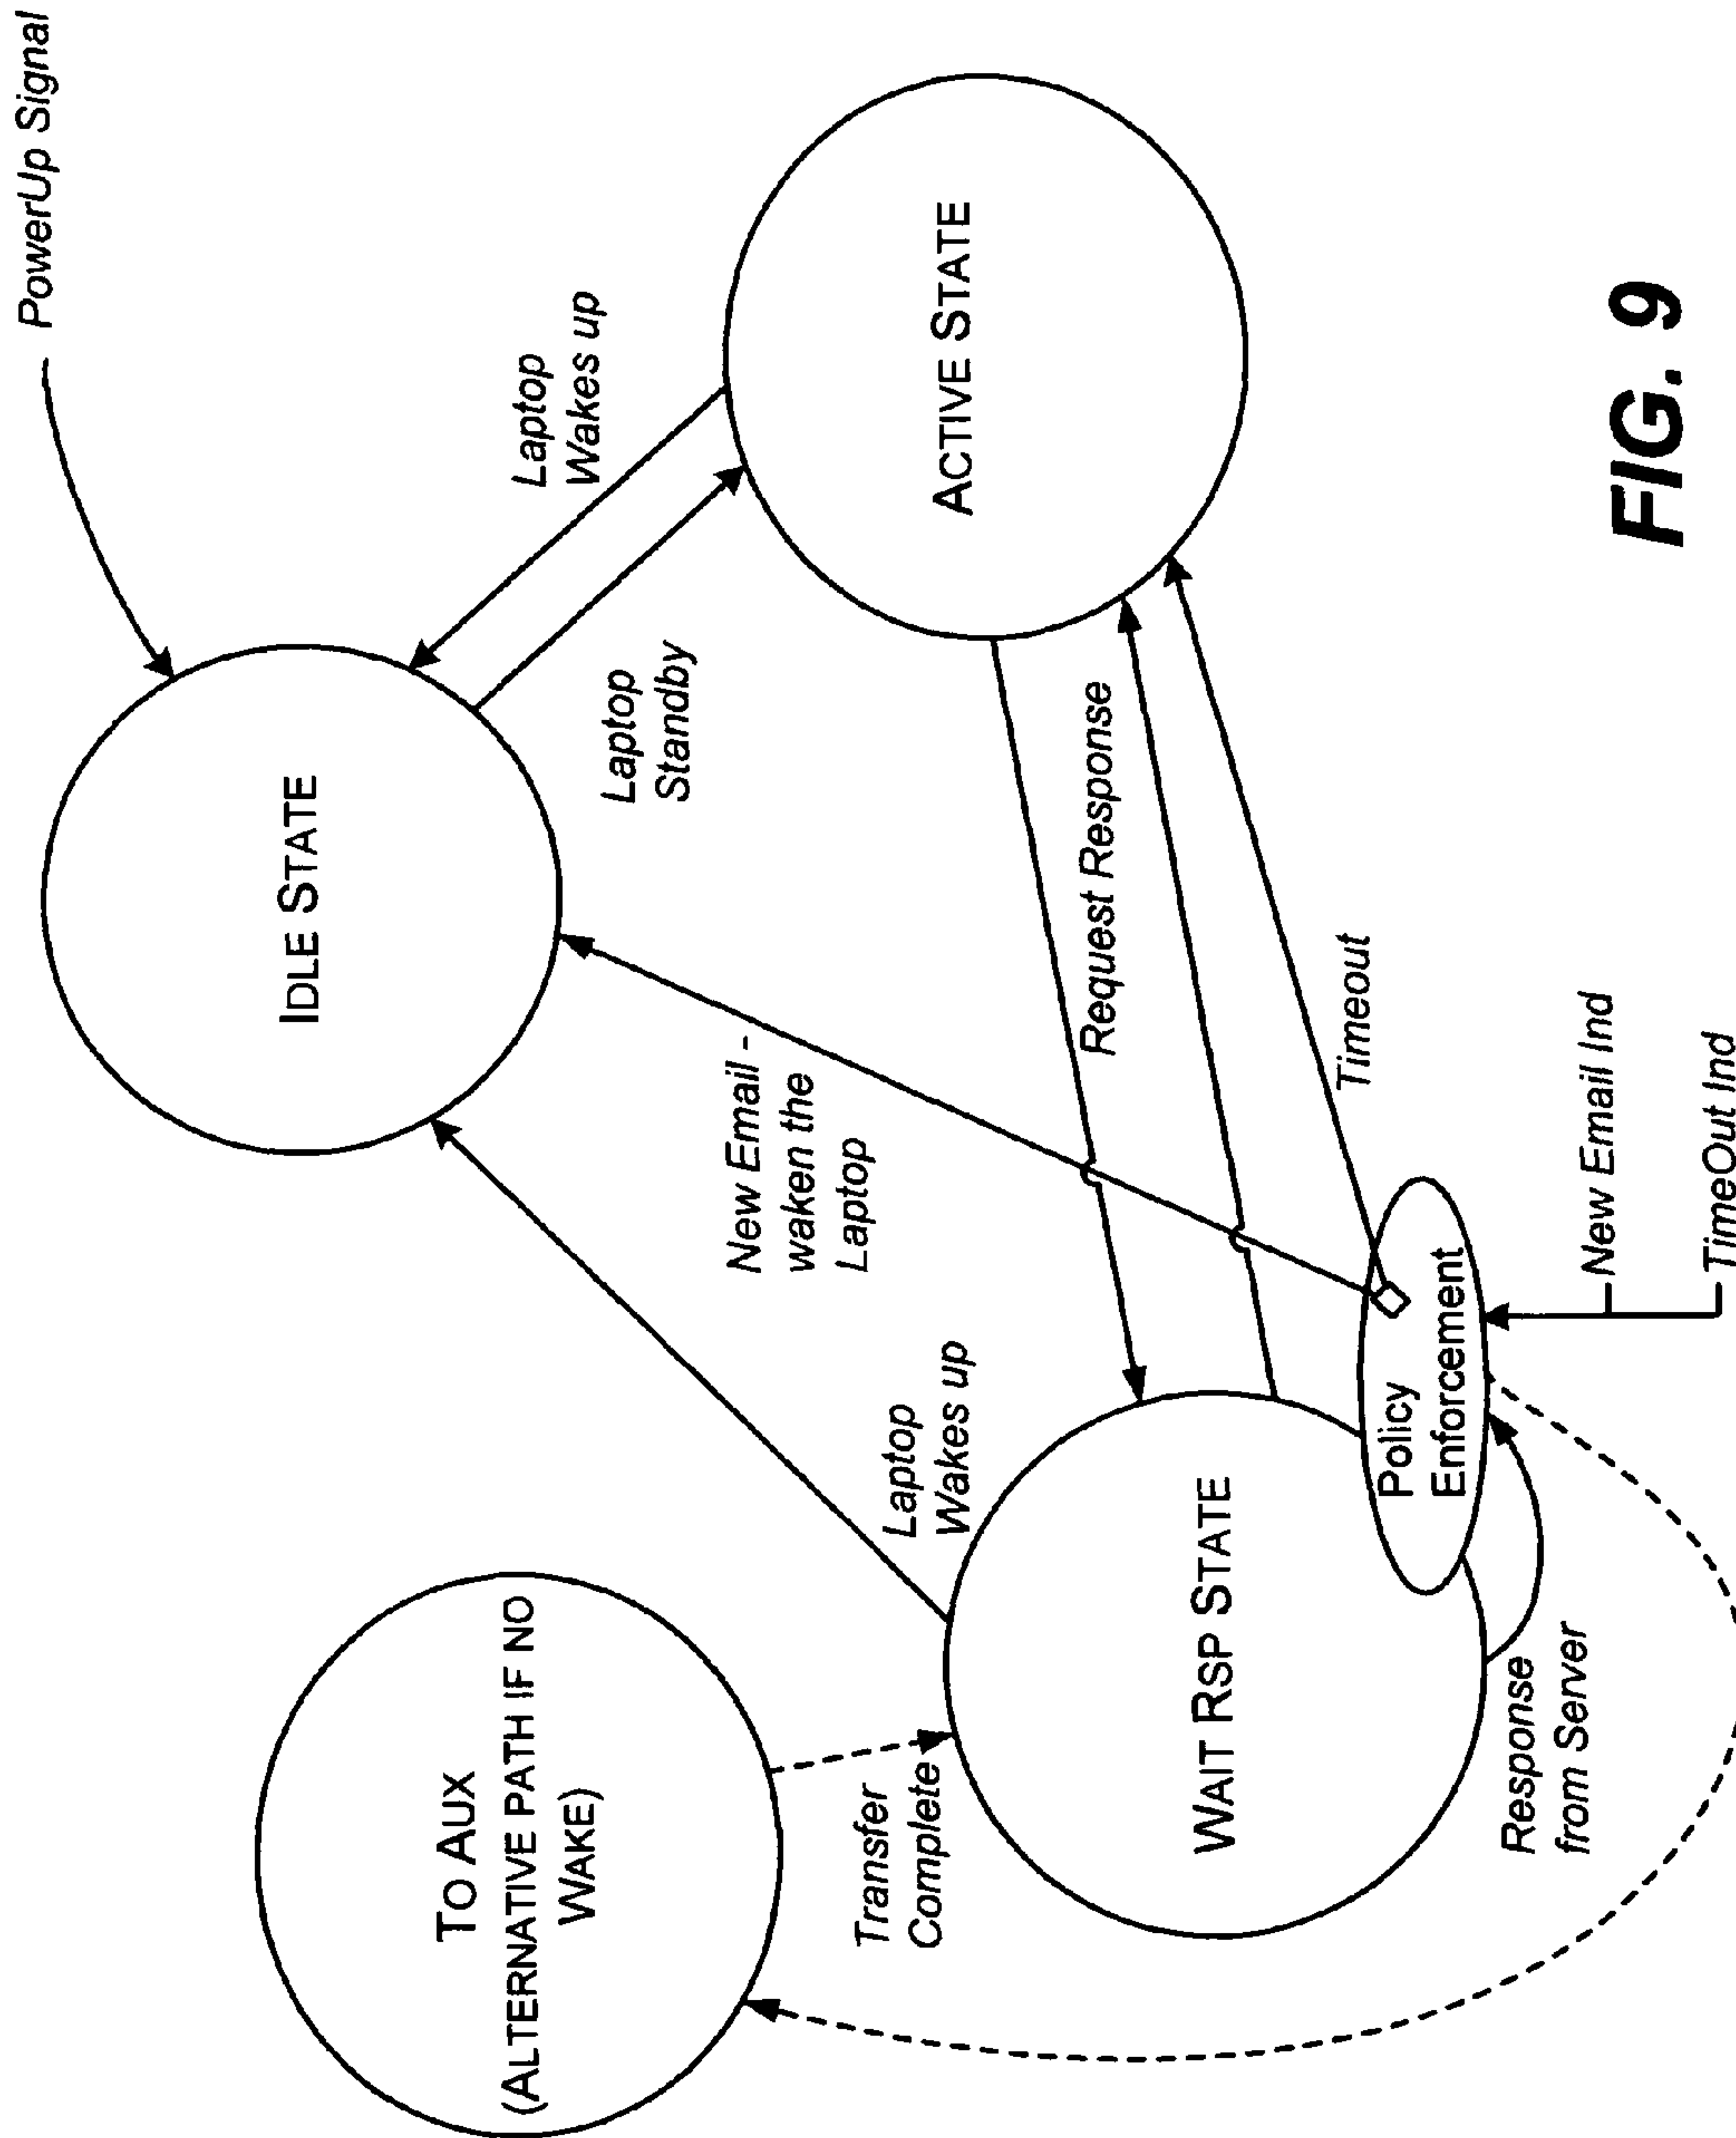 PowerUp Signal
IDLE STATE
Laptop
Wakes up
Laptop
Standby
ACTIVE STATE
TO AUX
(ALTERNATIVE PATH IF NO
WAKE)
New Email -
waken the
Laptop
Laptop
Wakes up
Transfer
Complete
Request Response
WAIT RSP STATE
Timeout
Policy
Enforcement
Response
from Server
New Email Ind
TimeOut Ind
FIG. 9